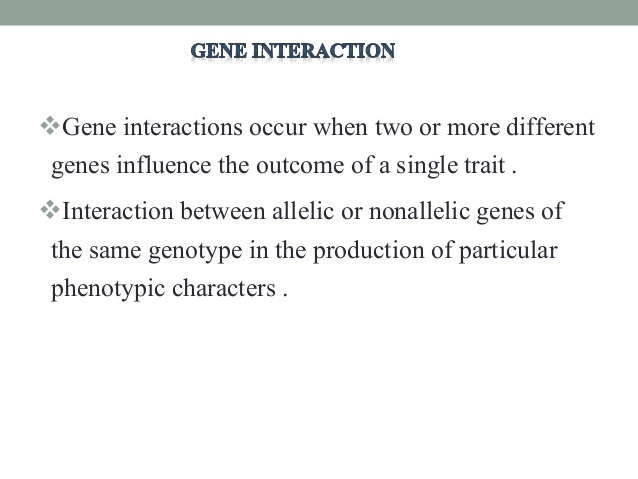 GENE INTERACTION
❖Gene interactions occur when two or more different
genes influence the outcome of a single trait .
❖Interaction between allelic or nonallelic genes of
the same genotype in the production of particular
phenotypic characters .